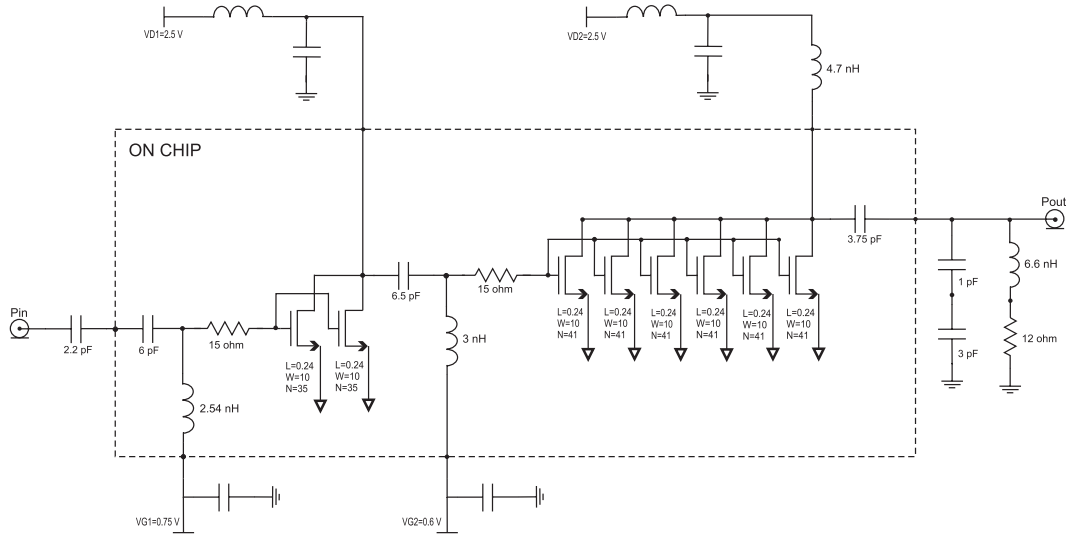 VD1=2.5 V
VD2=2.5 V
4.7 nH
ON CHIP
Pout
3.75 pF
6.5 pF
15 ohm
1 pF
6.6 nH
Pin
2.2 pF
6 pF
15 ohm
3 nH
L=0.24
W=10
N=41
L=0.24
W=10
N=41
L=0.24
W=10
N=41
L=0.24
W=10
N=41
L=0.24
W=10
N=41
L=0.24
W=10
N=41
3 pF
12 ohm
L=0.24
W=10
N=35
L=0.24
W=10
N=35
2.54 nH
VG1=0.75 V
VG2=0.6 V